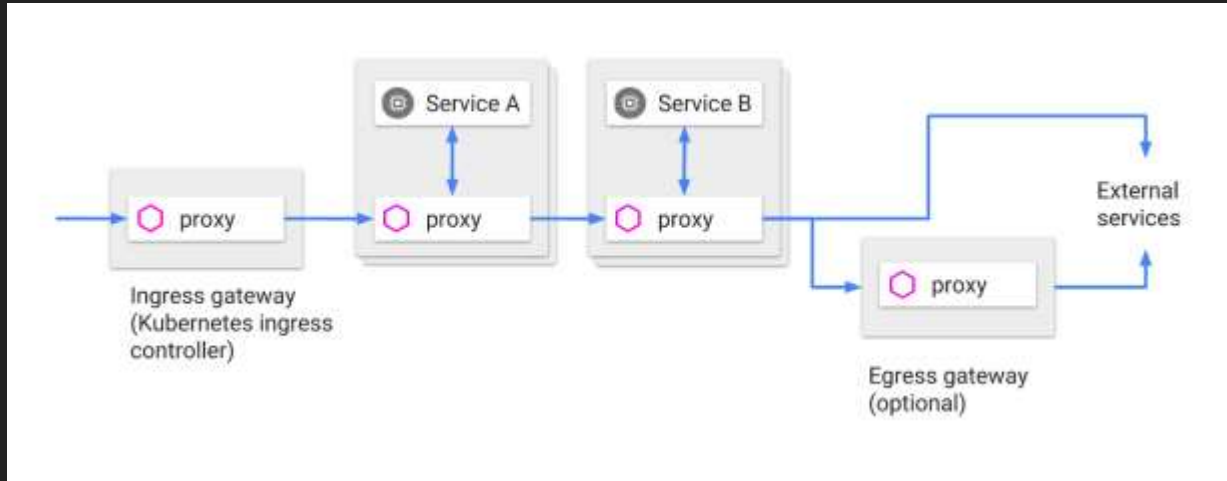 Service A
Service B
proxy
proxy
proxy
External
services
proxy
Ingress gateway
(Kubernetes ingress
controller)
Egress gateway
(optional)